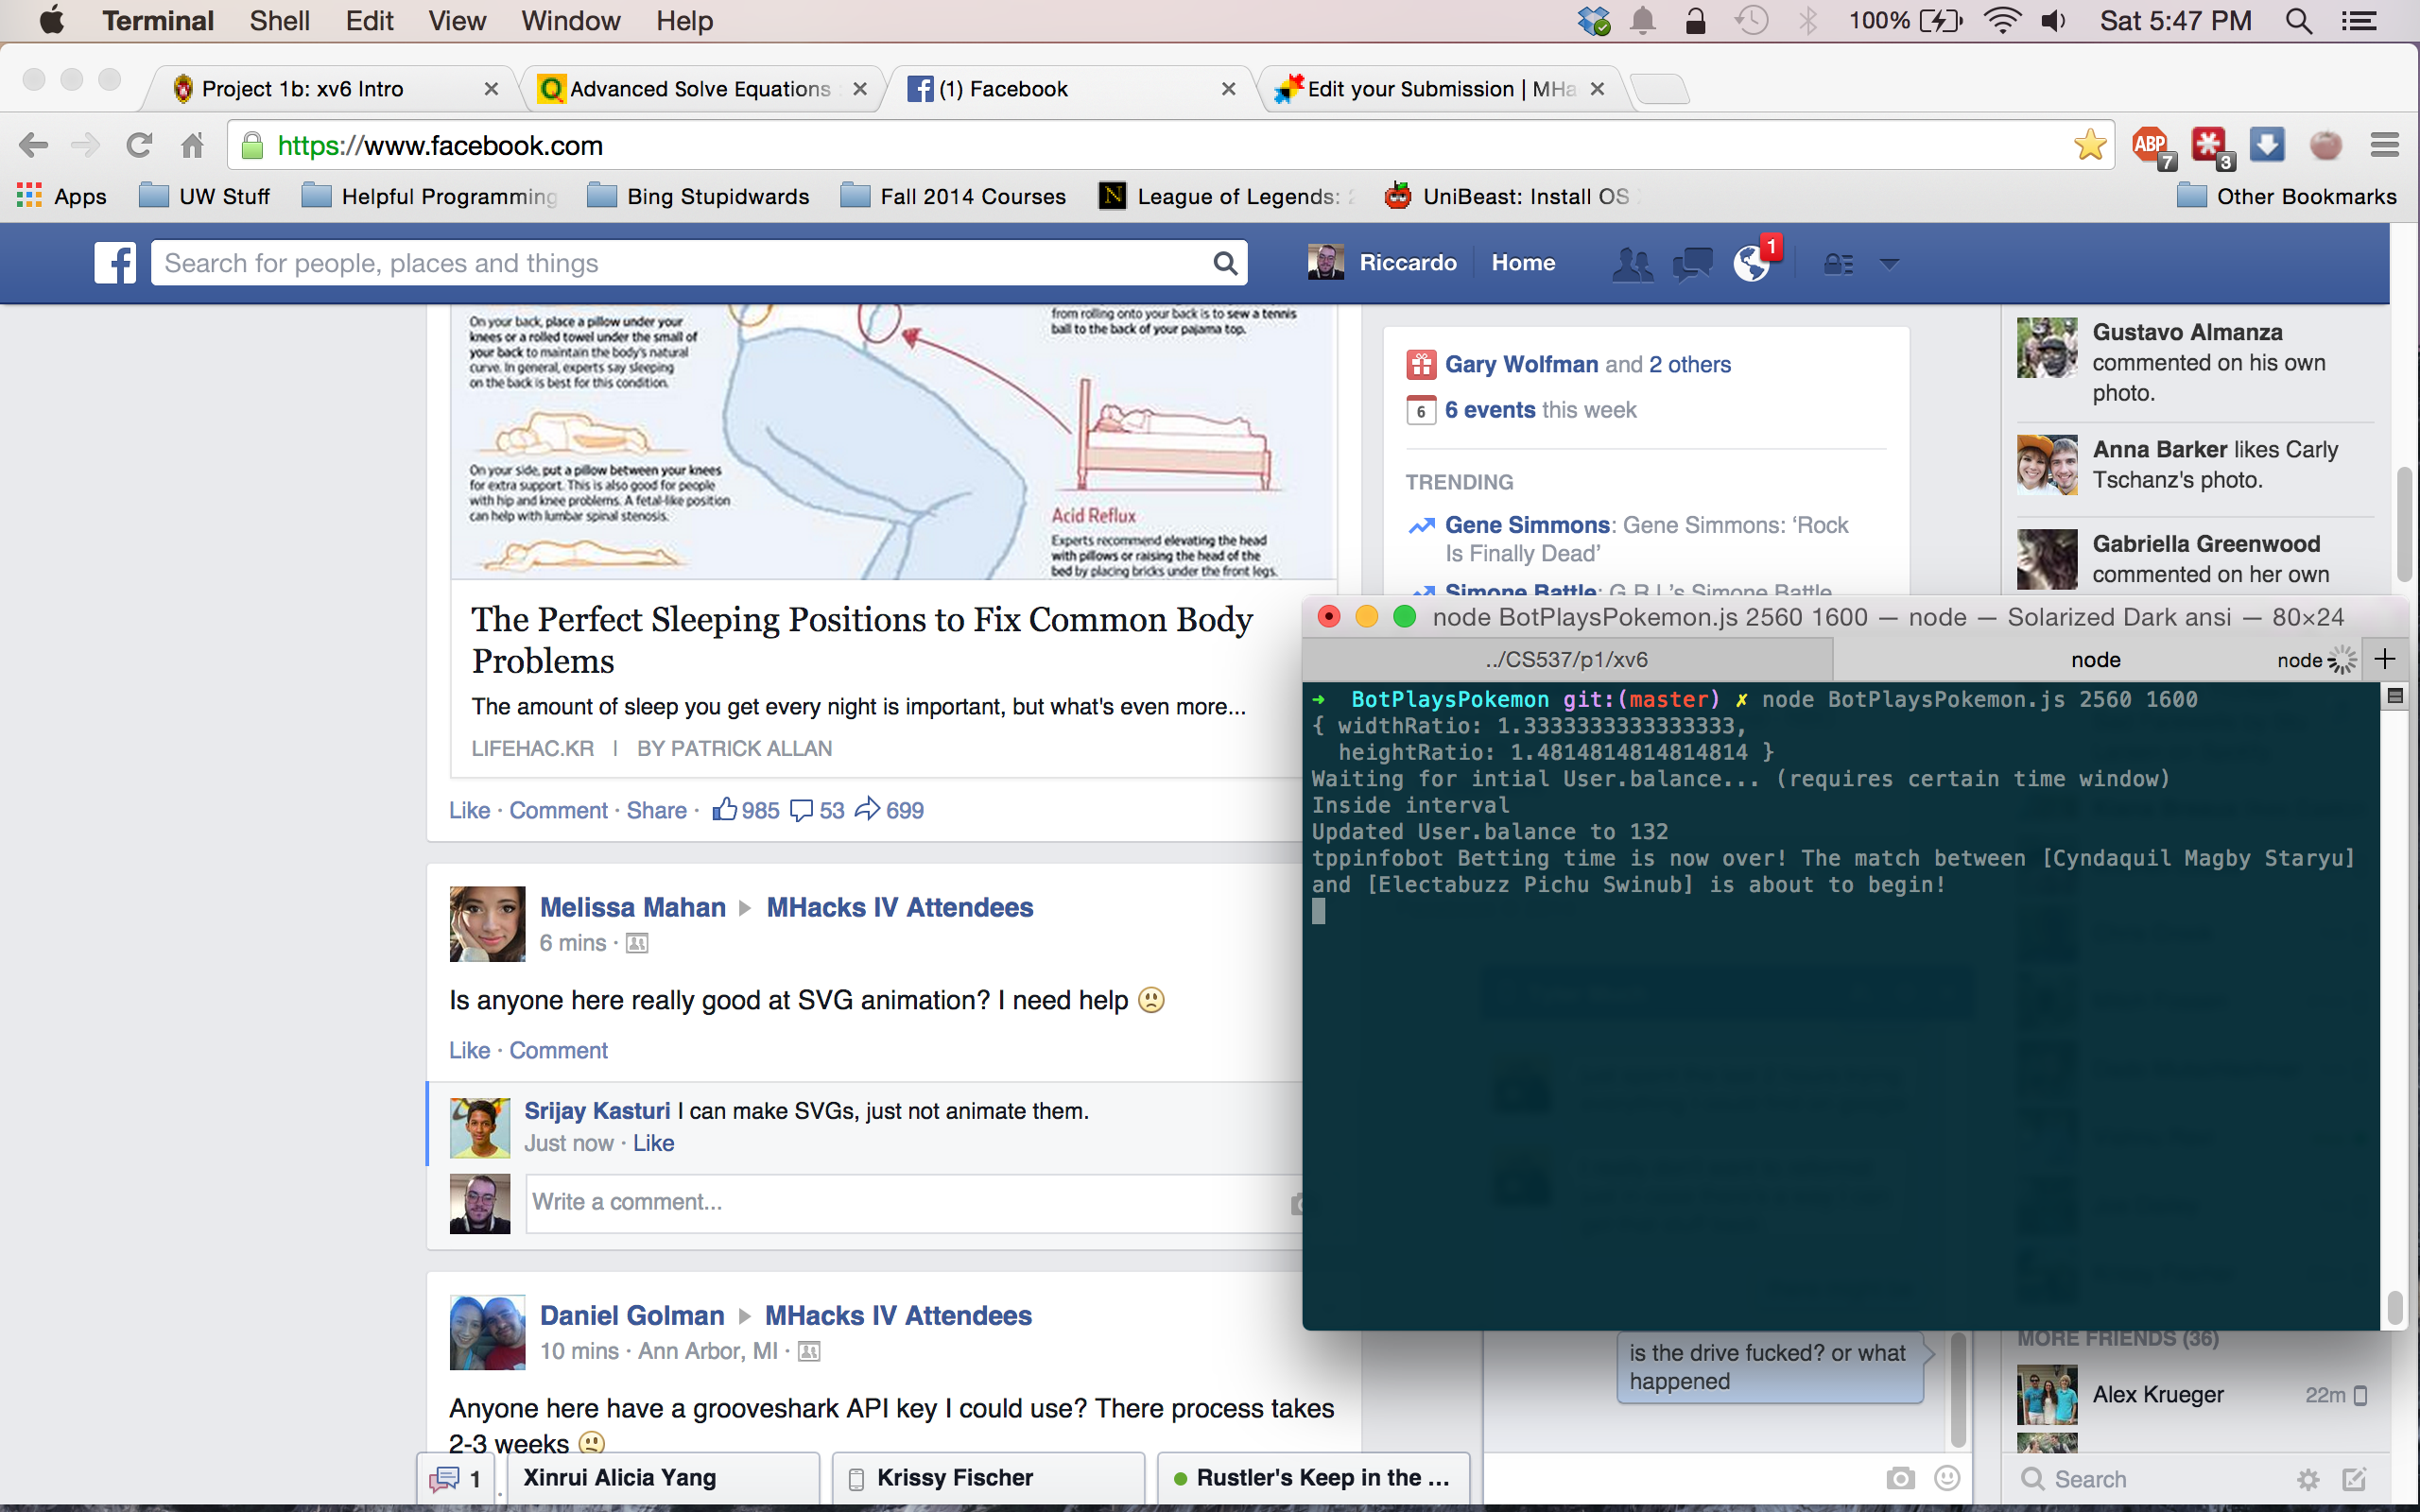 Terminal Shell Edit View Window Help 100% Sat 5:47 PM
Project 1b: xv6 Intro
Advanced Solve Equations
(1) Facebook
Edit your Submission | MHa
https://www.facebook.com
ABP 7 3
Apps UW Stuff Helpful Programming Bing Stupidwards Fall 2014 Courses League of Legends: 2 UniBeast: Install OS Other Bookmarks
Search for people, places and things
Riccardo Home 1
On your back, place a pillow under your
knees or a rolled towel under the small of
your back to maintain the body's natural
curve. In general, experts say sleeping
on the back is best for this condition.
On your side, put a pillow between your knees
for extra support. This is also good for people
with hip and knee problems. A fetal-like position
can help with lumbar spinal stenosis.
from rolling onto your back is to sew a tennis
ball to the back of your pajama top.
Acid Reflux
Experts recommend elevating the head
with pillows or raising the head of the
bed by placing bricks under the front legs.
The Perfect Sleeping Positions to Fix Common Body
Problems
The amount of sleep you get every night is important, but what's even more...
LIFEHAC.KR | BY PATRICK ALLAN
Like · Comment · Share · 985 53 699
Melissa Mahan MHacks IV Attendees
6 mins ·
Is anyone here really good at SVG animation? I need help
Like · Comment
Srijay Kasturi I can make SVGs, just not animate them.
Just now · Like
Write a comment...
Daniel Golman MHacks IV Attendees
10 mins · Ann Arbor, MI ·
Anyone here have a grooveshark API key I could use? There process takes
2-3 weeks
Gary Wolfman and 2 others
6 6 events this week
TRENDING
Gene Simmons: Gene Simmons: ‘Rock
Is Finally Dead’
Simone Battle: G.R.L.'s Simone Battle
Gustavo Almanza
commented on his own
photo.
Anna Barker likes Carly
Tschanz's photo.
Gabriella Greenwood
commented on her own
node BotPlaysPokemon.js 2560 1600 — node — Solarized Dark ansi — 80×24
../CS537/p1/xv6
node node +
➜ BotPlaysPokemon git:(master) ✗ node BotPlaysPokemon.js 2560 1600
{ widthRatio: 1.3333333333333333,
heightRatio: 1.4814814814814814 }
Waiting for intial User.balance... (requires certain time window)
Inside interval
Updated User.balance to 132
tppinfobot Betting time is now over! The match between [Cyndaquil Magby Staryu]
and [Electabuzz Pichu Swinub] is about to begin!
is the drive fucked? or what
happened
MORE FRIENDS (36)
Alex Krueger 22m
1 Xinrui Alicia Yang Krissy Fischer Rustler's Keep in the ...
Search